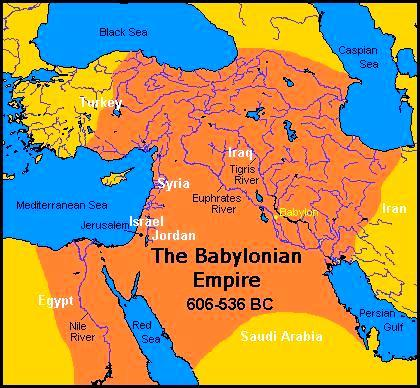 Black Sea
Caspian
Sea
Turkey
Iraq
Tigris
River
Syria
Euphrates
River
Babylon
Iran
Mediterranean Sea
Jerusalem
Israel
Jordan
The Babylonian
Empire
606-536 BC
Egypt
Nile
River
Red
Sea
Saudi Arabia
Persian
Gulf